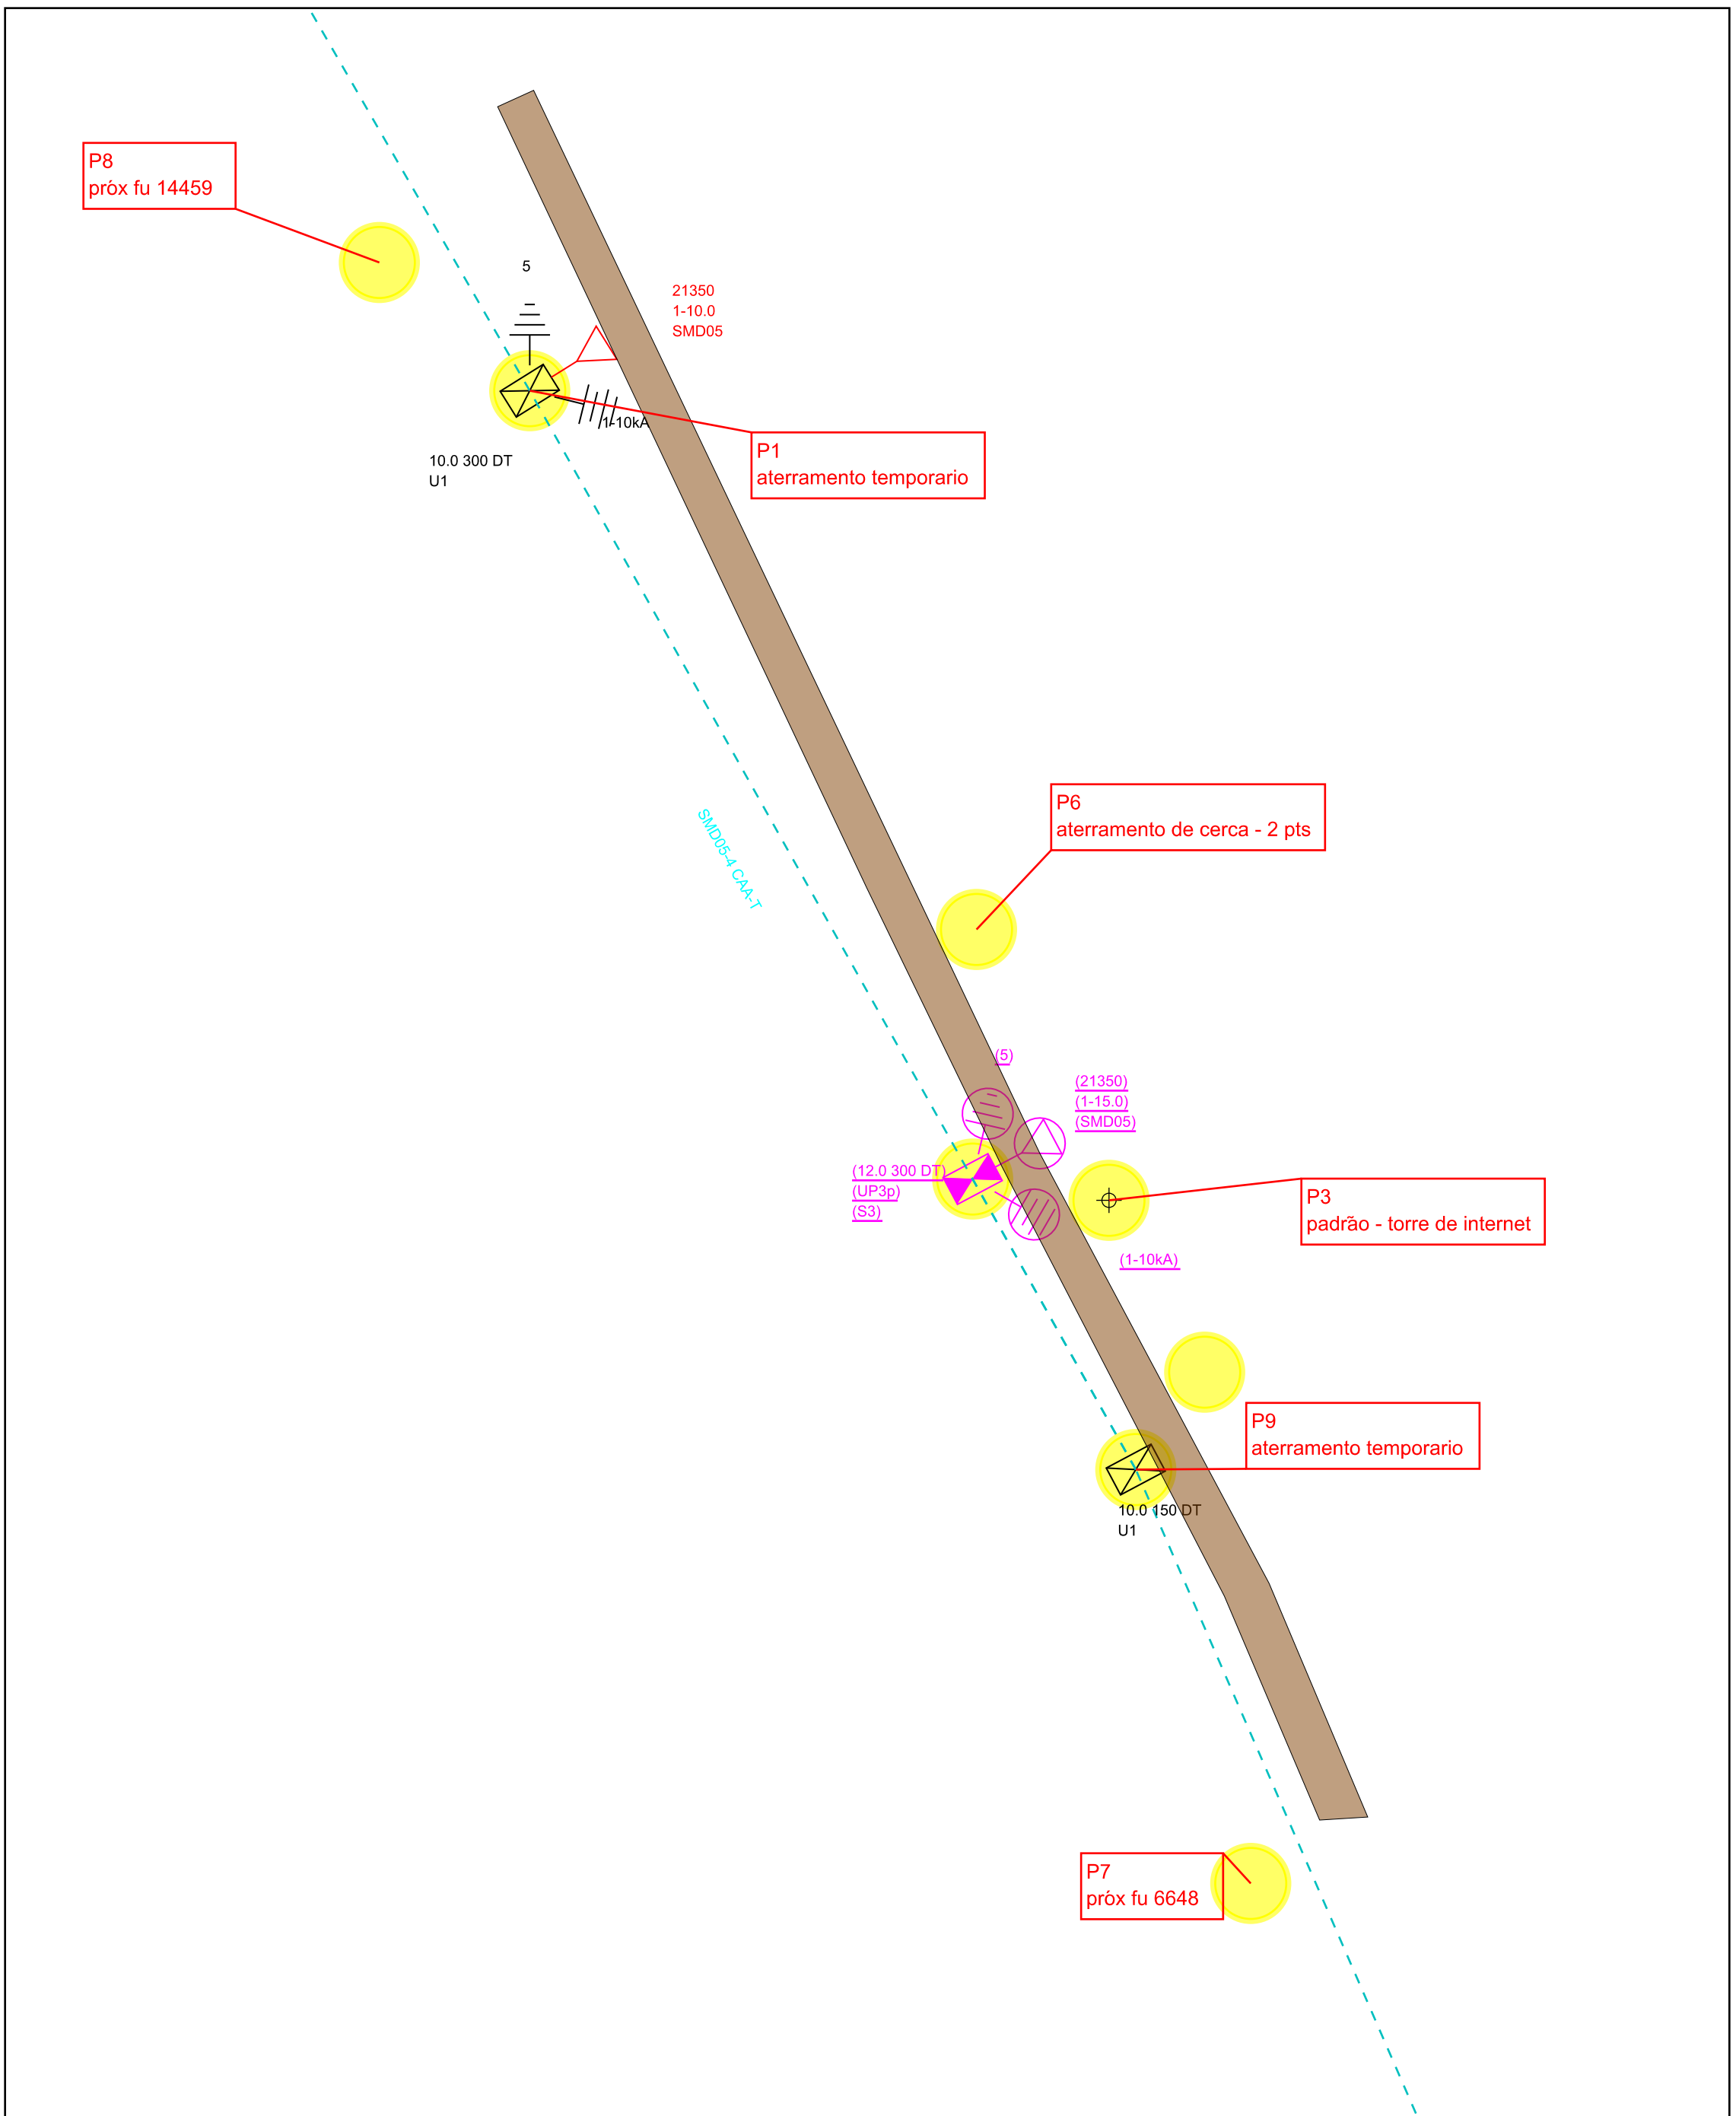 P8
próx fu 14459
5
21350
1-10.0
SMD05
1-10kA
P1
aterramento temporario
10.0 300 DT
U1
SMD05-4 CAA-T
P6
aterramento de cerca - 2 pts
(5)
(21350)
(1-15.0)
(SMD05)
(12.0 300 DT)
(UP3p)
(S3)
P3
padrão - torre de internet
(1-10kA)
P9
aterramento temporario
10.0 150 DT
U1
P7
próx fu 6648